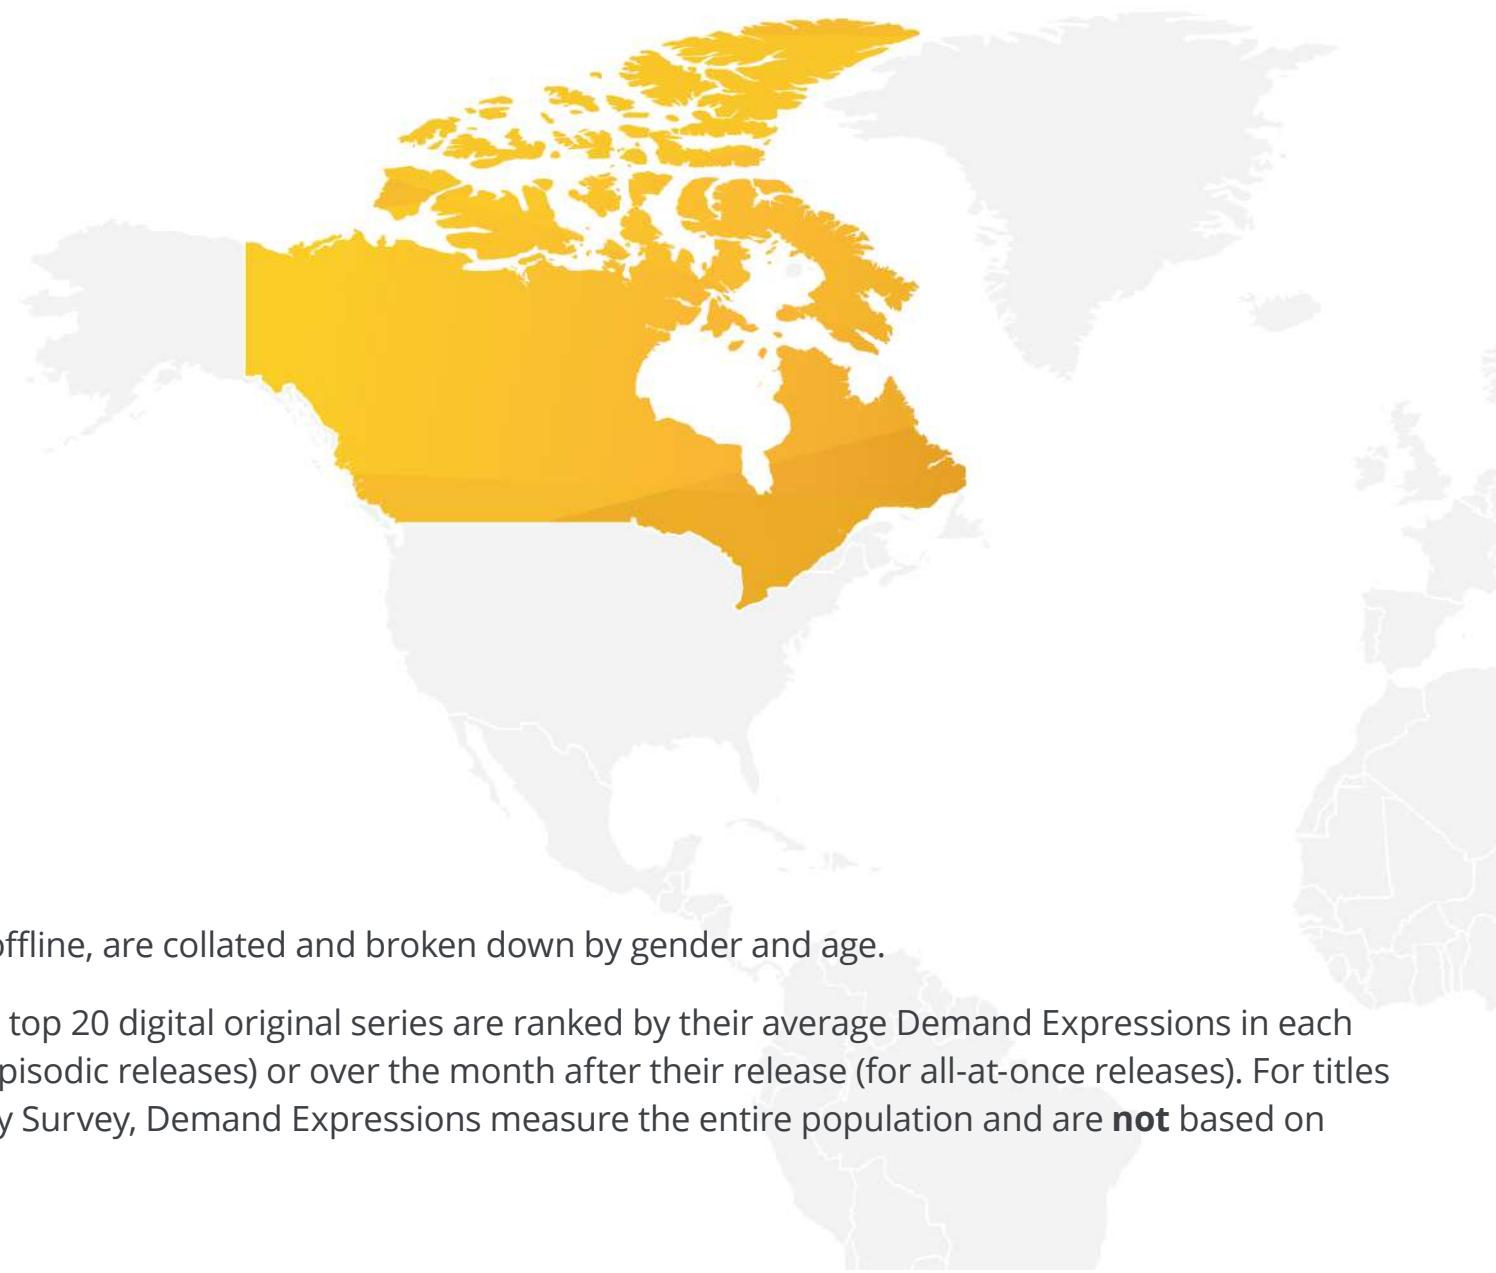 offline, are collated and broken down by gender and age.
top 20 digital original series are ranked by their average Demand Expressions in each
pisodic releases) or over the month after their release (for all-at-once releases). For titles
y Survey, Demand Expressions measure the entire population and are not based on